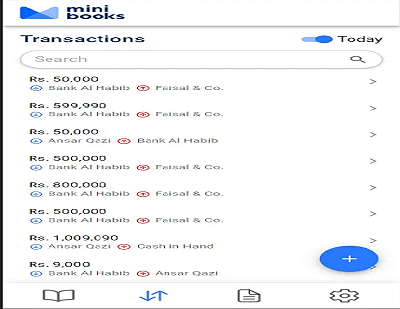 mini
books
Transactions
Today
Search
Rs. 50,000
Bank Al Habib Faisal & Co.
Rs. 599,990
Bank Al Habib Faisal & Co.
Rs. 50,000
Ansar Qazi Bank Al Habib
Rs. 500,000
Bank Al Habib Faisal & Co.
Rs. 800,000
Bank Al Habib Faisal & Co.
Rs. 500,000
Bank Al Habib Faisal & Co.
Rs. 1,009,090
Ansar Qazi Cash in Hand
Rs. 9,000
Bank Al Habib Ansar Qazi